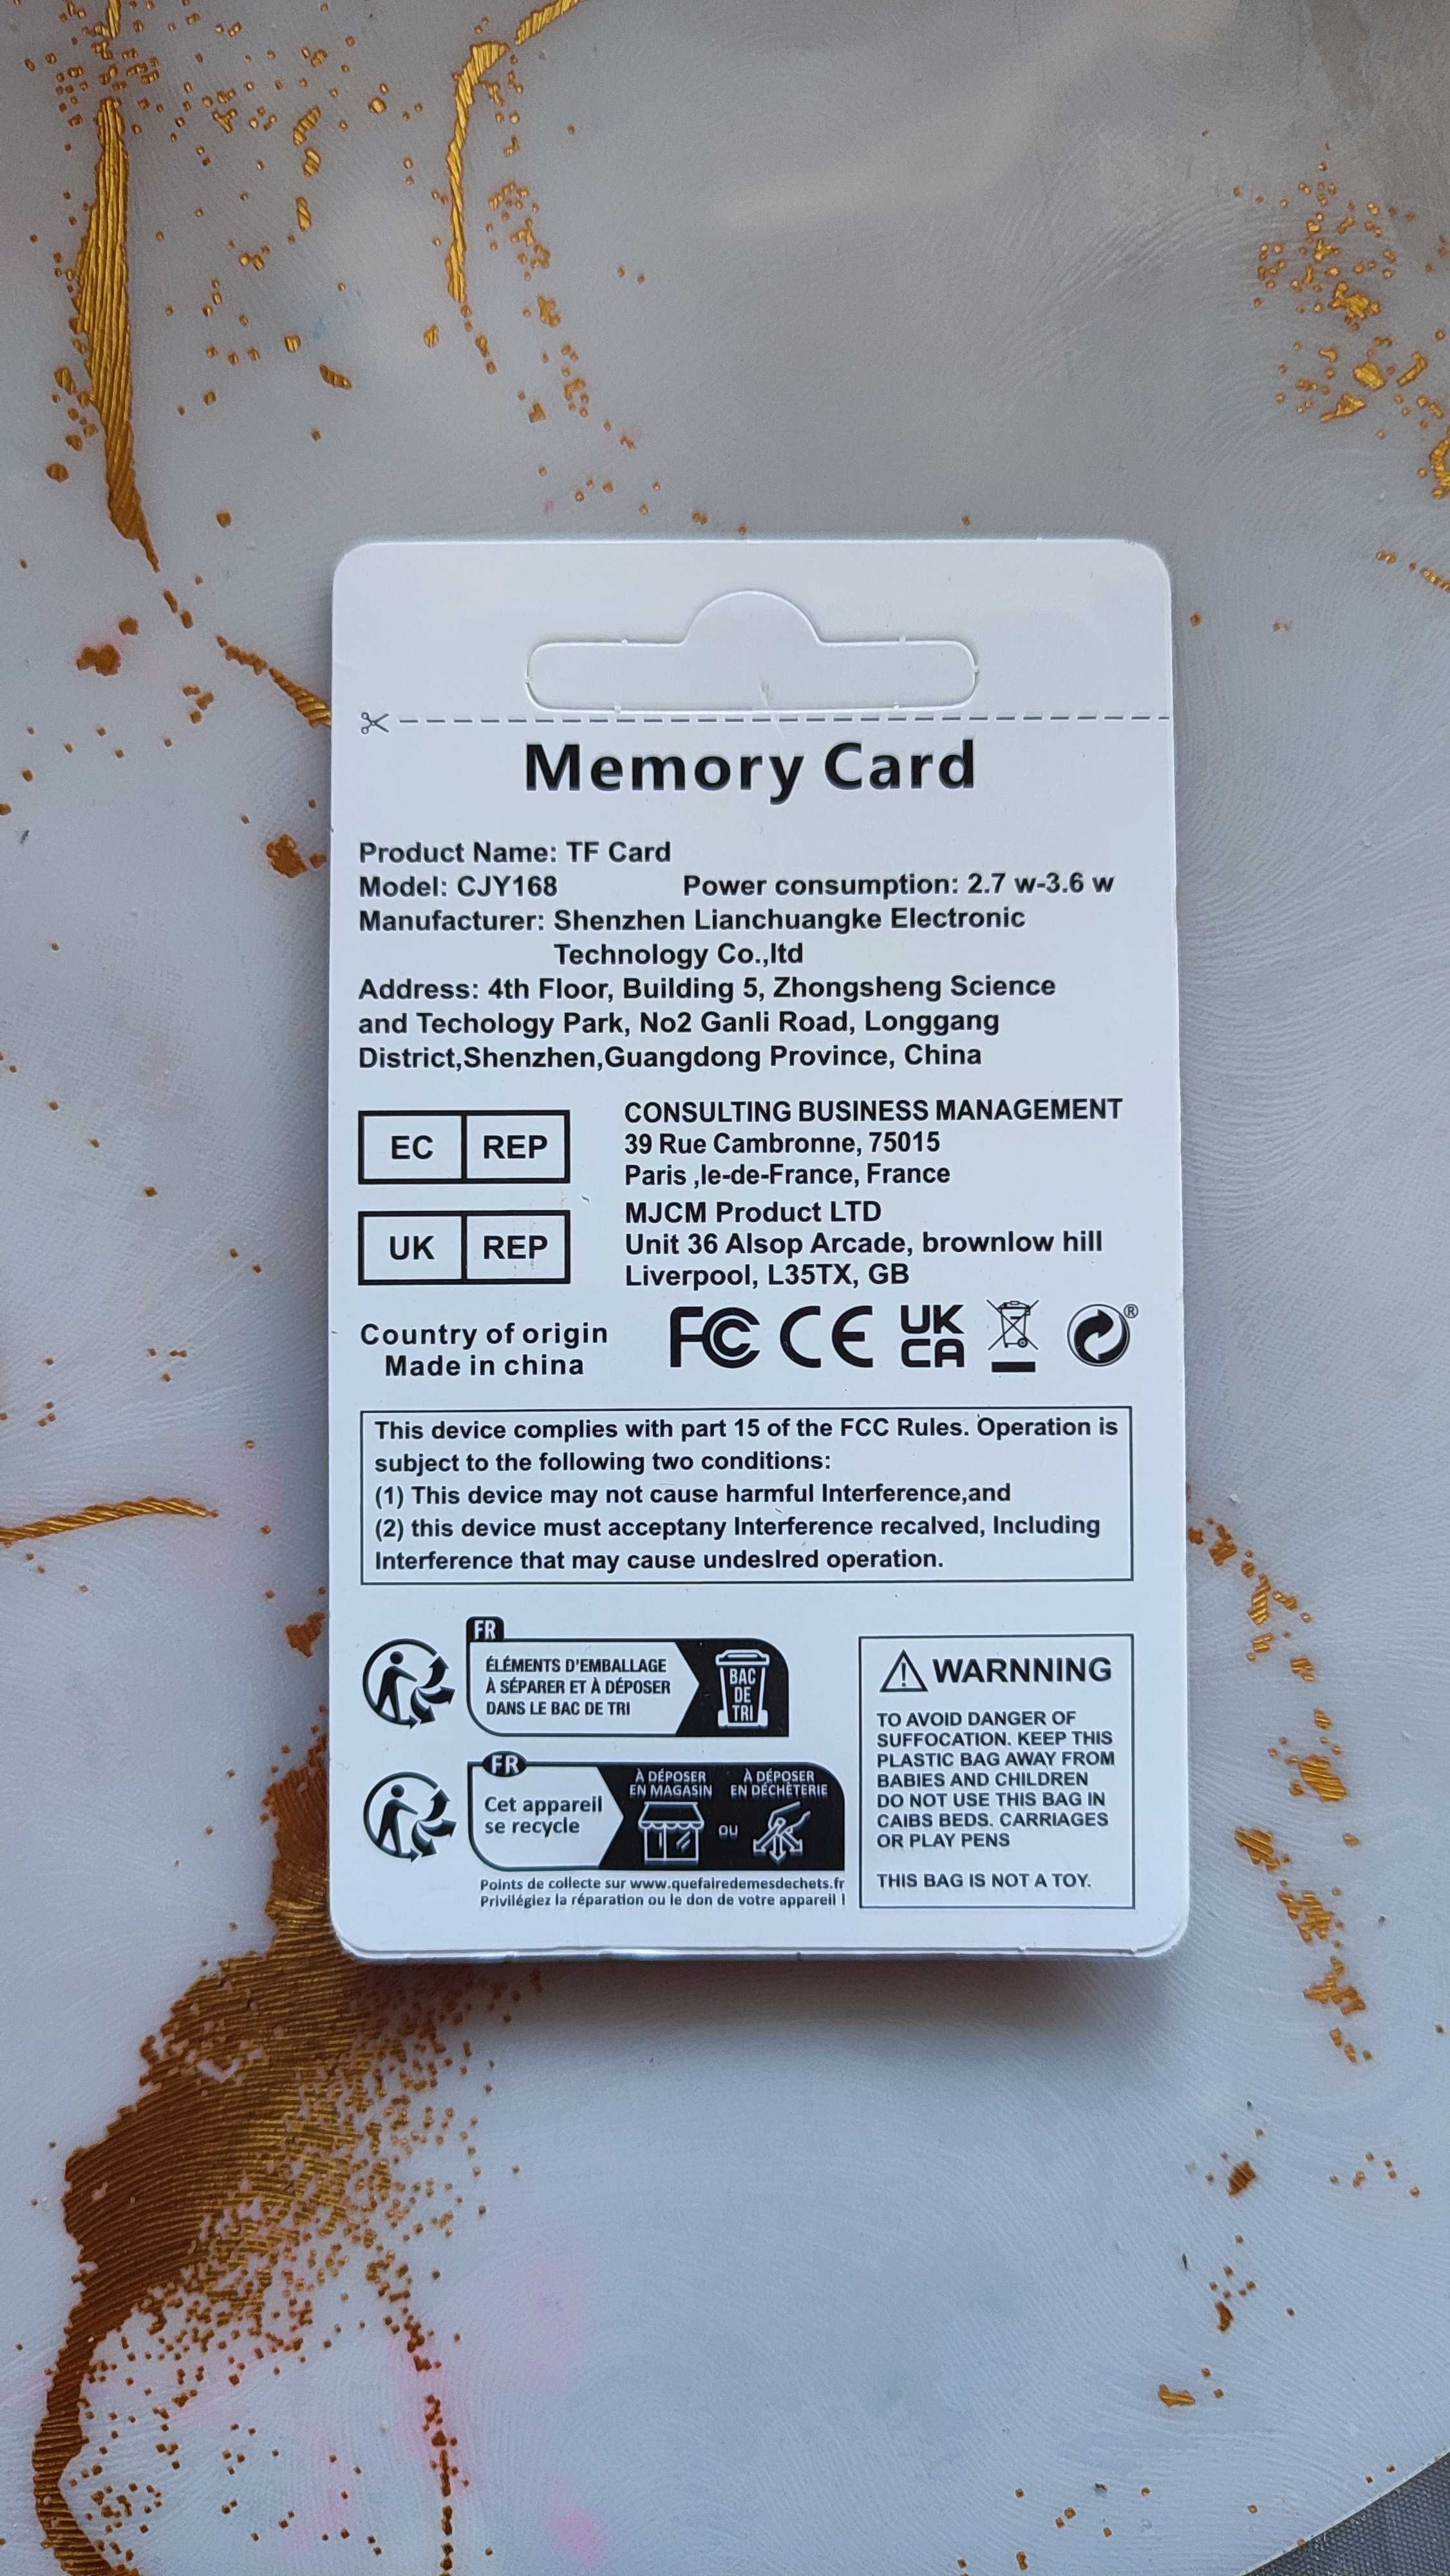 Memory Card
Product Name: TF Card
Model: CJY168 Power consumption: 2.7 w-3.6 w
Manufacturer: Shenzhen Lianchuangke Electronic
Technology Co.,ltd
Address: 4th Floor, Building 5, Zhongsheng Science
and Techology Park, No2 Ganli Road, Longgang
District,Shenzhen,Guangdong Province, China
EC REP
CONSULTING BUSINESS MANAGEMENT
39 Rue Cambronne, 75015
Paris ,le-de-France, France
UK REP
MJCM Product LTD
Unit 36 Alsop Arcade, brownlow hill
Liverpool, L35TX, GB
Country of origin
Made in china
FC CE UK
CA
®
This device complies with part 15 of the FCC Rules. Operation is
subject to the following two conditions:
(1) This device may not cause harmful Interference,and
(2) this device must acceptany Interference recalved, Including
Interference that may cause undeslred operation.
FR
ÉLÉMENTS D'EMBALLAGE
À SÉPARER ET À DÉPOSER
DANS LE BAC DE TRI
BAC
DE
TRI
FR
Cet appareil
se recycle
À DÉPOSER
EN MAGASIN
OU
À DÉPOSER
EN DÉCHÈTERIE
Points de collecte sur www.quefairedemesdechets.fr
Privilégiez la réparation ou le don de votre appareil !
WARNNING
TO AVOID DANGER OF
SUFFOCATION. KEEP THIS
PLASTIC BAG AWAY FROM
BABIES AND CHILDREN
DO NOT USE THIS BAG IN
CAIBS BEDS. CARRIAGES
OR PLAY PENS
THIS BAG IS NOT A TOY.